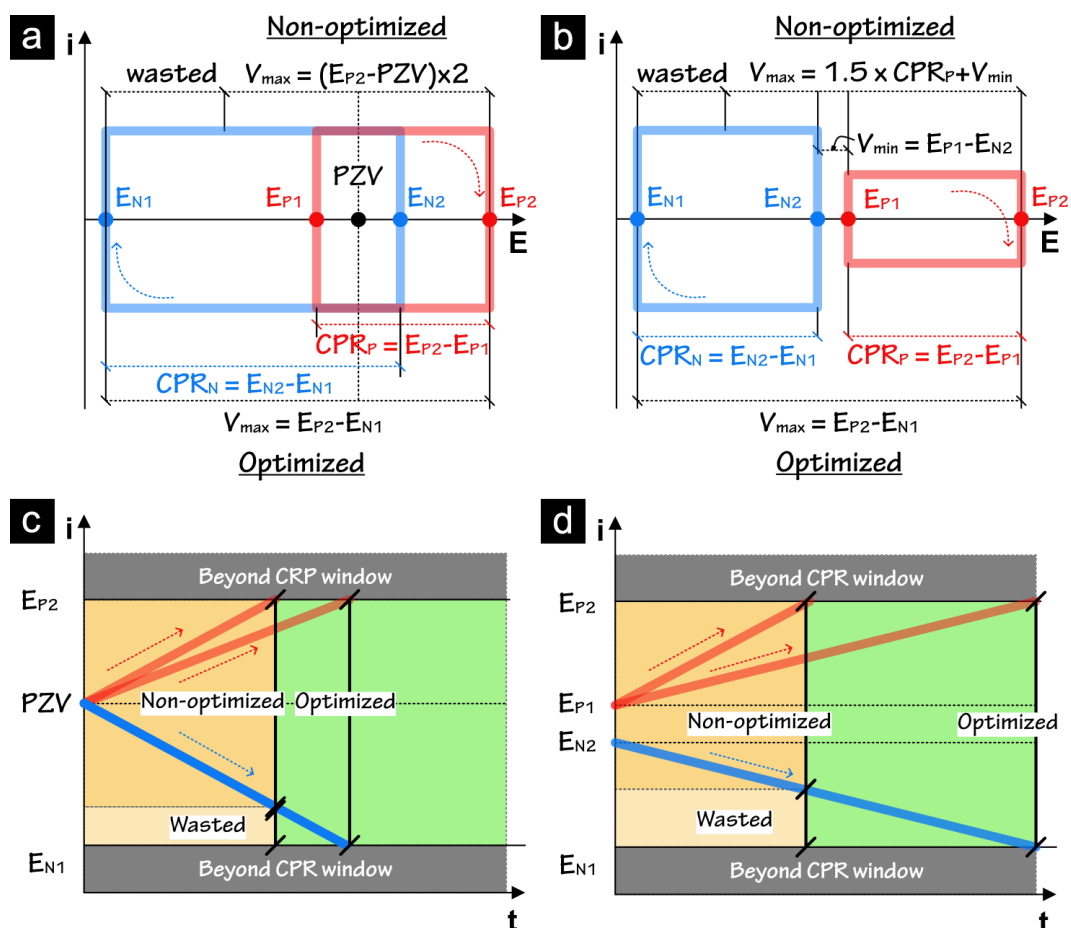 a
i
Non-optimized
wasted
Vmax = (EP2-PZV)x2
PZV
EN1
EP1
EN2
EP2
E
CPRP = EP2-EP1
CPRN = EN2-EN1
Vmax = EP2-EN1
Optimized
b
i
Non-optimized
wasted
Vmax = 1.5 x CPRP+Vmin
Vmin = EP1-EN2
EN1
EN2
EP1
EP2
E
CPRN = EN2-EN1
CPRP = EP2-EP1
Vmax = EP2-EN1
Optimized
c
i
Beyond CRP window
EP2
PZV
Non-optimized
Optimized
Wasted
EN1
Beyond CPR window
t
d
i
Beyond CPR window
EP2
EP1
Non-optimized
Optimized
EN2
Wasted
EN1
Beyond CPR window
t